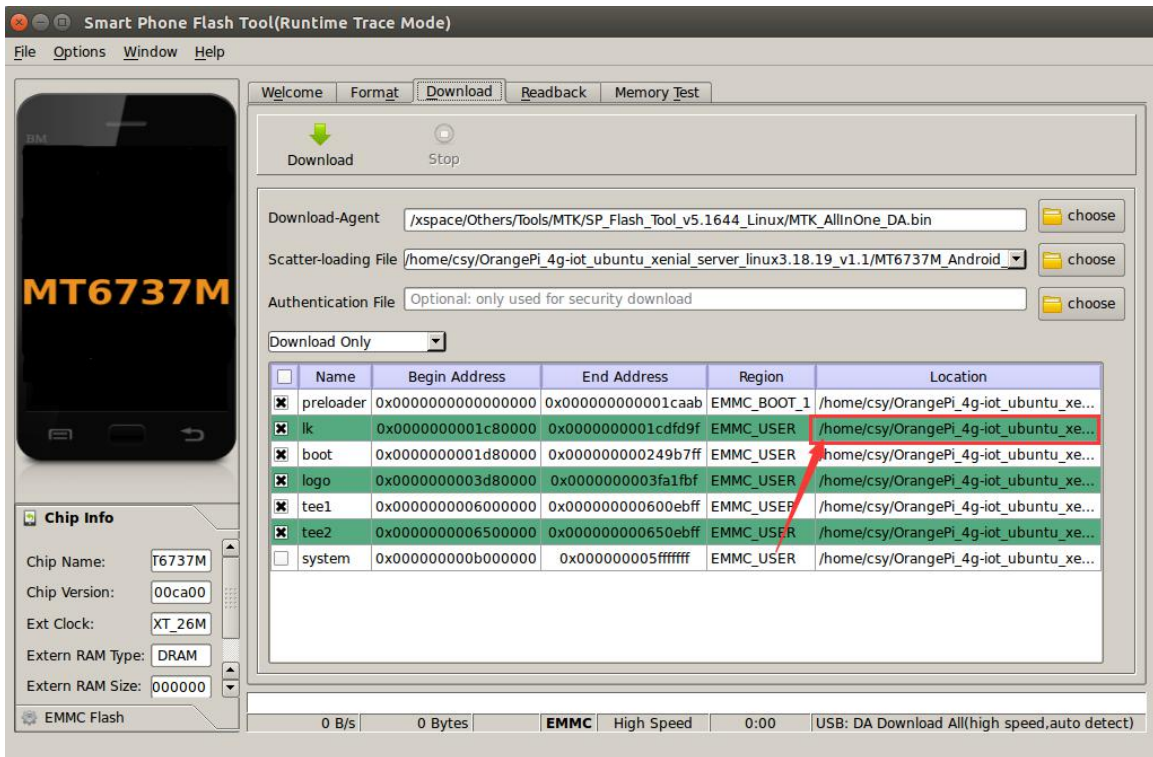 Smart Phone Flash Tool(Runtime Trace Mode)
File Options Window Help
BM
MT6737M
Welcome Format Download Readback Memory Test
Download Stop
Download-Agent /xspace/Others/Tools/MTK/SP_Flash_Tool_v5.1644_Linux/MTK_AllInOne_DA.bin choose
Scatter-loading File /home/csy/OrangePi_4g-iot_ubuntu_xenial_server_linux3.18.19_v1.1/MT6737M_Android_ choose
Authentication File Optional: only used for security download choose
Download Only
Name Begin Address End Address Region Location
preloader 0x0000000000000000 0x000000000001caab EMMC_BOOT_1 /home/csy/OrangePi_4g-iot_ubuntu_xe...
lk 0x0000000001c80000 0x0000000001cdfd9f EMMC_USER /home/csy/OrangePi_4g-iot_ubuntu_xe...
boot 0x0000000001d80000 0x000000000249b7ff EMMC_USER /home/csy/OrangePi_4g-iot_ubuntu_xe...
logo 0x0000000003d80000 0x0000000003fa1fbf EMMC_USER /home/csy/OrangePi_4g-iot_ubuntu_xe...
tee1 0x0000000006000000 0x000000000600ebff EMMC_USER /home/csy/OrangePi_4g-iot_ubuntu_xe...
tee2 0x0000000006500000 0x000000000650ebff EMMC_USER /home/csy/OrangePi_4g-iot_ubuntu_xe...
system 0x000000000b000000 0x000000005fffffff EMMC_USER /home/csy/OrangePi_4g-iot_ubuntu_xe...
Chip Info
Chip Name: T6737M
Chip Version: 00ca00
Ext Clock: XT_26M
Extern RAM Type: DRAM
Extern RAM Size: 000000
EMMC Flash
0 B/s 0 Bytes EMMC High Speed 0:00 USB: DA Download All(high speed,auto detect)